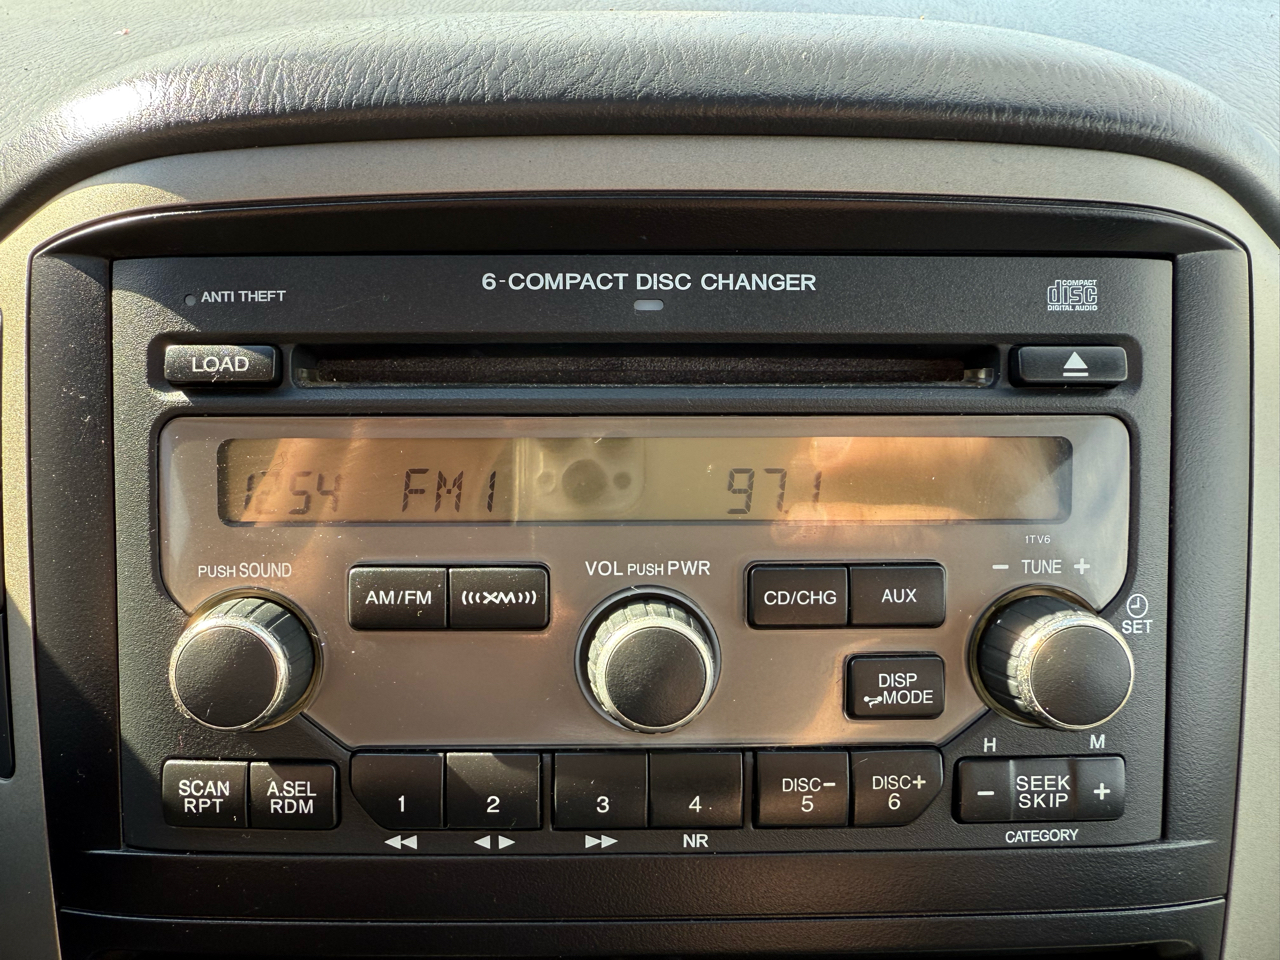 6-COMPACT DISC CHANGER
ANTI THEFT
COMPACT
disc
DIGITAL AUDIO
LOAD
12:54 FM1 97.1
1TV6
PUSH SOUND
VOL PUSH PWR
− TUNE +
AM/FM
(((XM)))
CD/CHG
AUX
SET
DISP
MODE
H M
SCAN
RPT
A.SEL
RDM
1
2
3
4
DISC−
5
DISC+
6
− SEEK
SKIP +
NR
CATEGORY